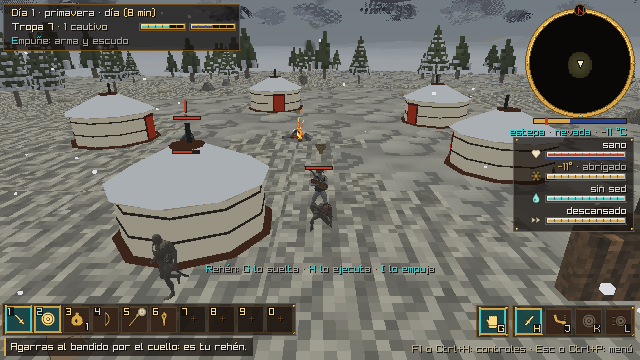 Día 1 · primavera · día (8 min)
Tropa 7 · 1 cautivo
Empuñe: arma y escudo
N
estepa · nevada · -11 °C
sano
-11° · abrigado
sin sed
descansado
Rehén: G lo suelta · H lo ejecuta · I lo empuja
1 2 3 1 4 5 6 7 8 9 0
G H J K L
Agarras al bandido por el cuello: es tu rehén.
F1 o Ctrl+H: controles · Esc o Ctrl+P: menú